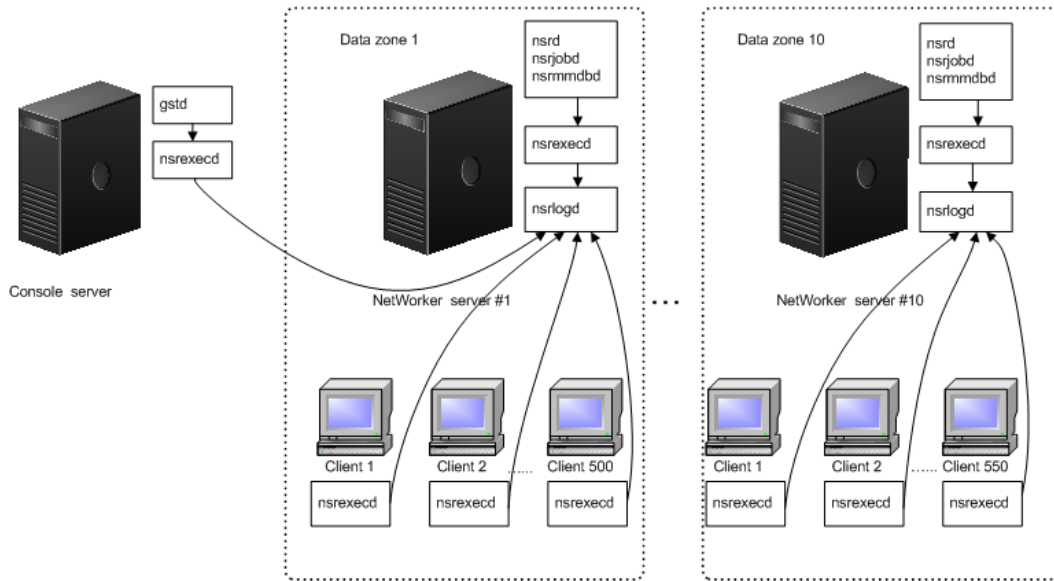 Data zone 1
nsrd
nsrjobd
nsrmmdbd
Data zone 10
nsrd
nsrjobd
nsrmmdbd
gstd
nsrexecd
nsrexecd
nsrexecd
nsrlogd
nsrlogd
Console server
NetWorker server #1
...
NetWorker server #10
Client 1
Client 2
......
Client 500
Client 1
Client 2
......
Client 550
nsrexecd
nsrexecd
nsrexecd
nsrexecd
nsrexecd
nsrexecd